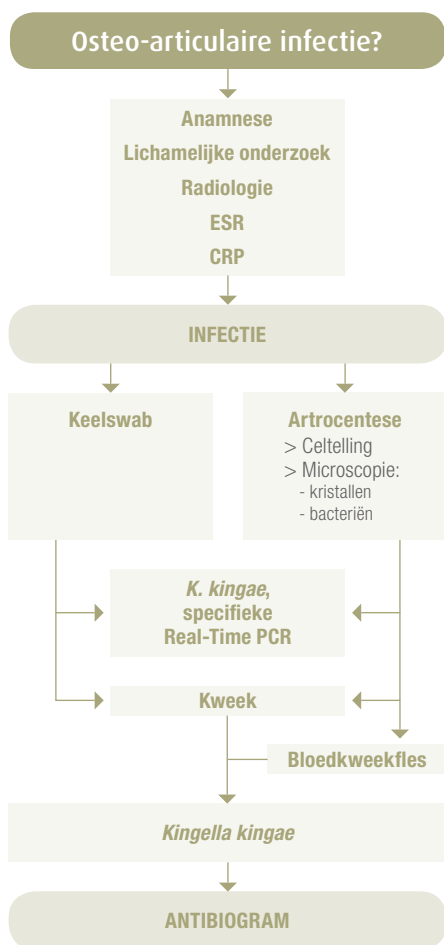 Osteo-articulaire infectie?
Anamnese
Lichamelijke onderzoek
Radiologie
ESR
CRP
INFECTIE
Keelswab
Artrocentese
> Celtelling
> Microscopie:
- kristallen
- bacteriën
K. kingae,
specifieke
Real-Time PCR
Kweek
Bloedkweekfles
Kingella kingae
ANTIBIOGRAM